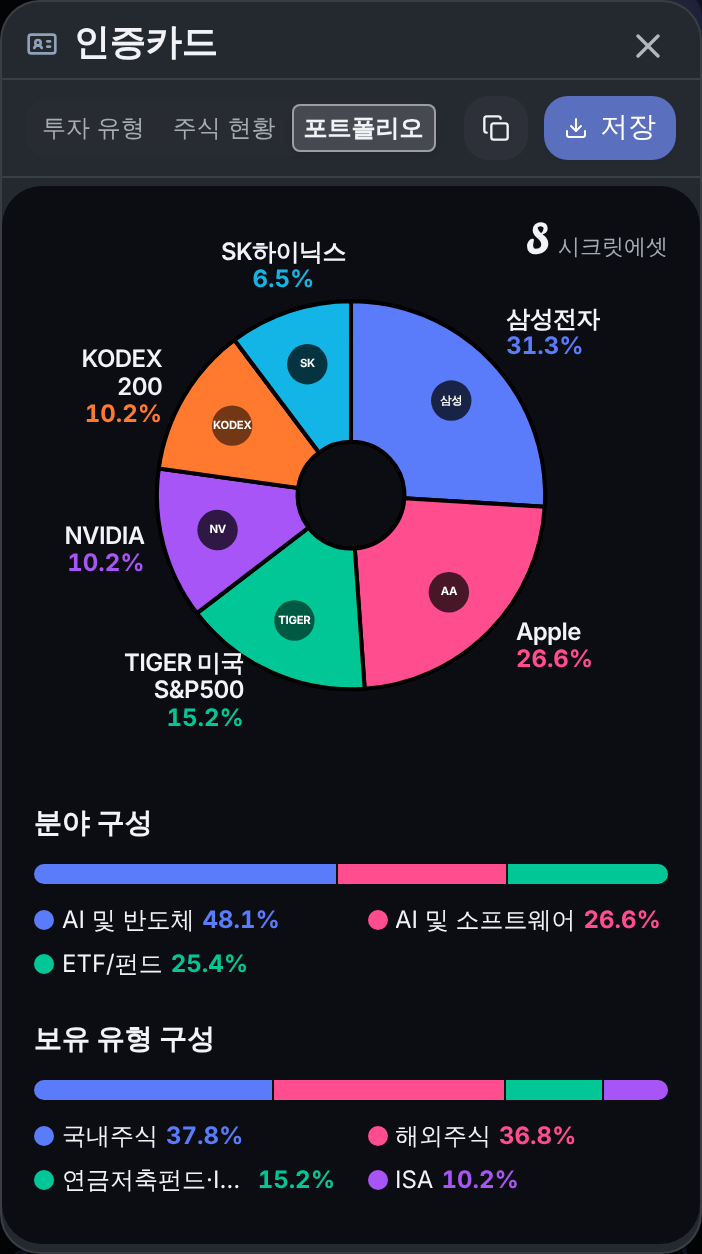 인증카드
투자 유형
주식 현황
포트폴리오
저장
S 시크릿에셋
SK하이닉스
6.5%
삼성전자
31.3%
KODEX
200
10.2%
SK
삼성
KODEX
NVIDIA
10.2%
NV
AA
TIGER
Apple
26.6%
TIGER 미국
S&P500
15.2%
분야 구성
AI 및 반도체 48.1%
AI 및 소프트웨어 26.6%
ETF/펀드 25.4%
보유 유형 구성
국내주식 37.8%
해외주식 36.8%
연금저축펀드·I... 15.2%
ISA 10.2%